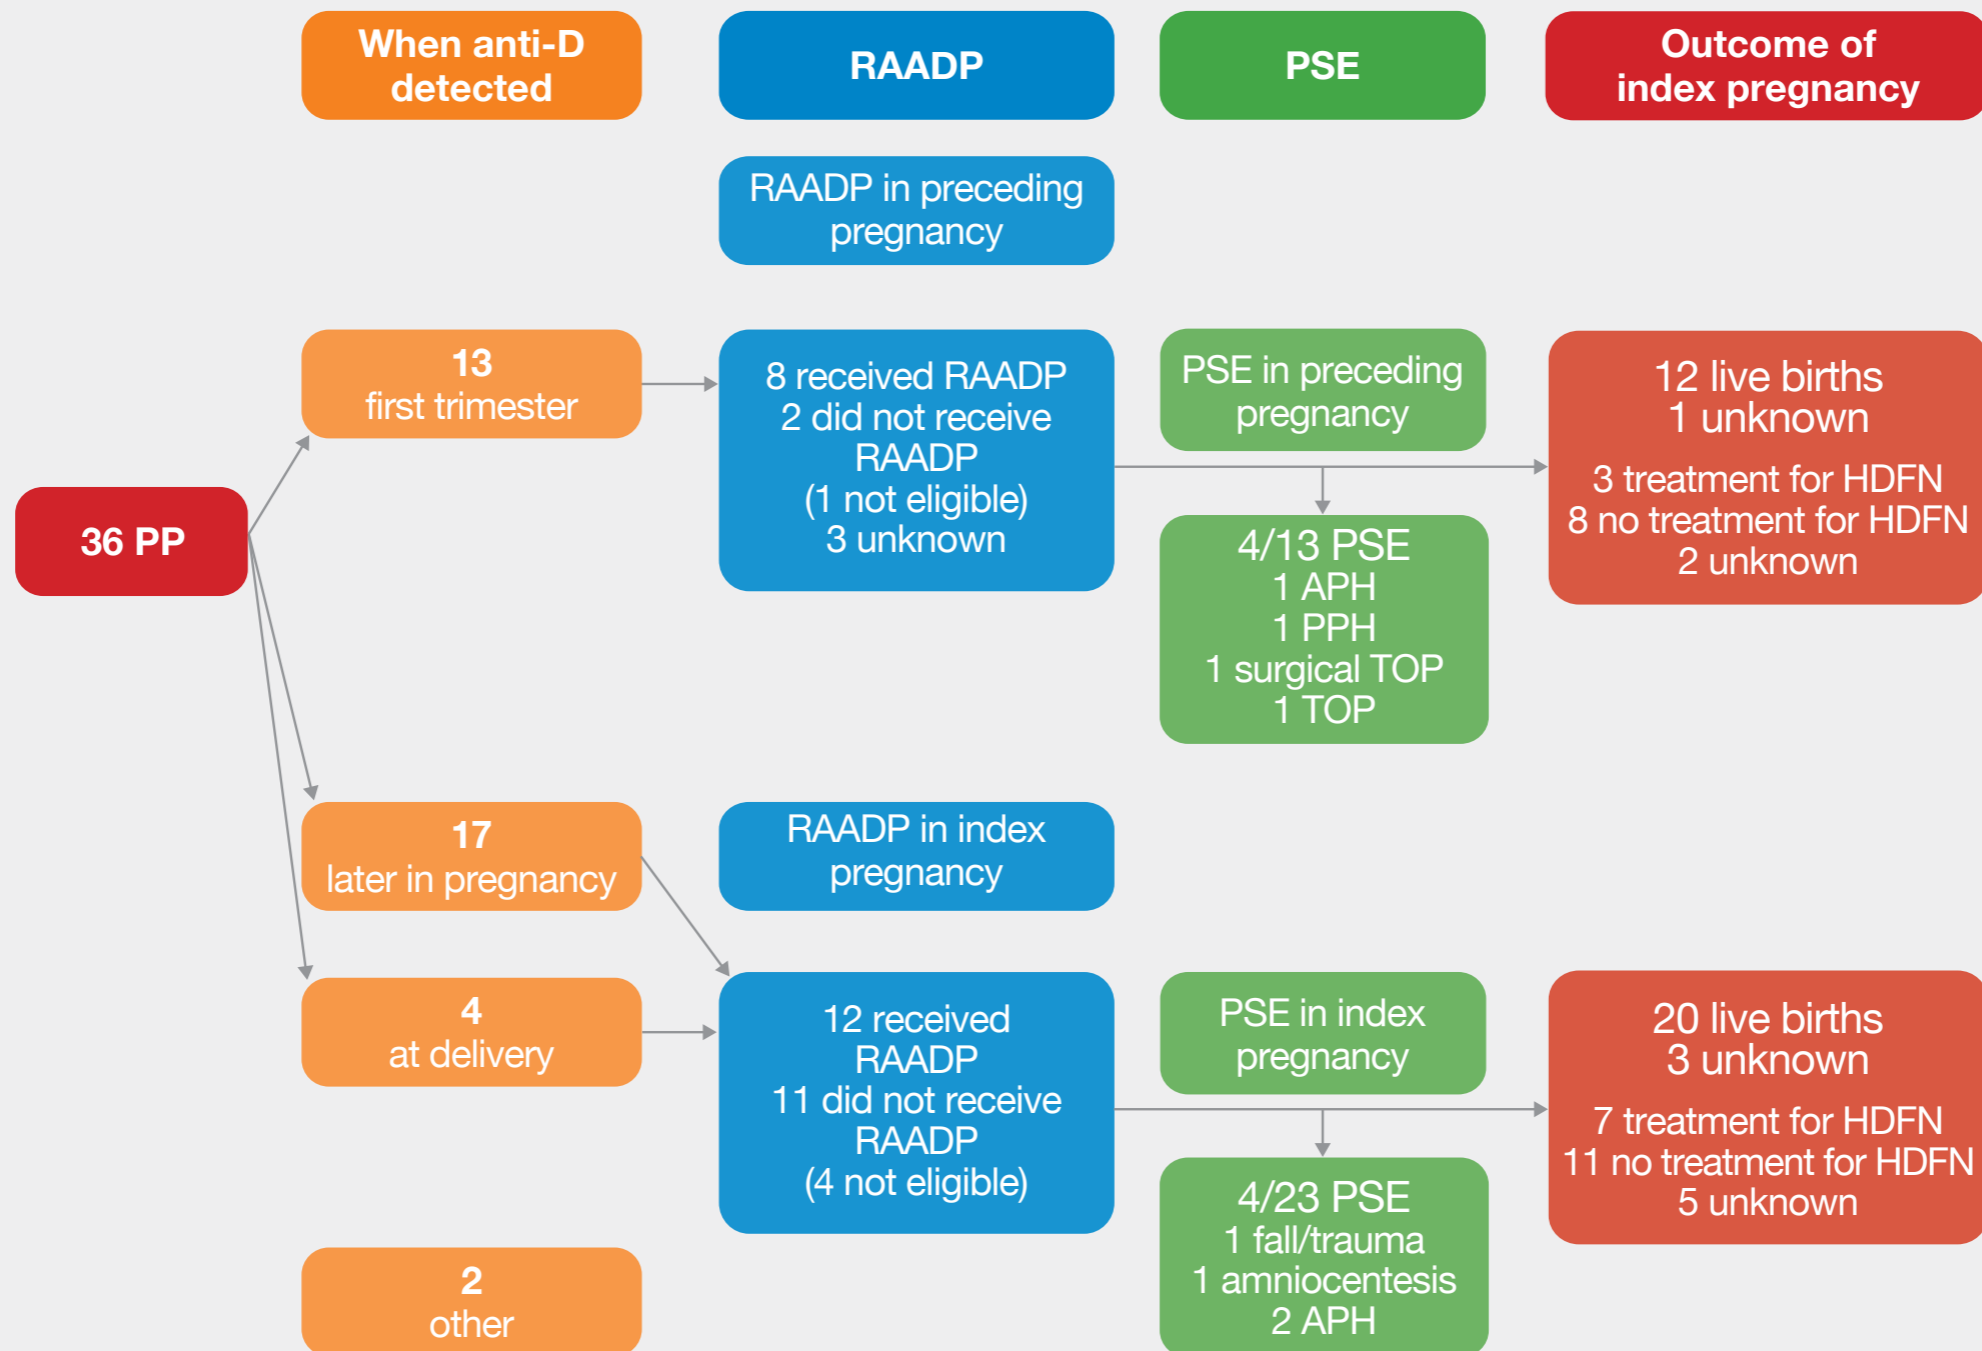 When anti-D
detected
RAADP
PSE
Outcome of
index pregnancy
RAADP in preceding
pregnancy
36 PP
13
first trimester
8 received RAADP
2 did not receive
RAADP
(1 not eligible)
3 unknown
PSE in preceding
pregnancy
4/13 PSE
1 APH
1 PPH
1 surgical TOP
1 TOP
12 live births
1 unknown
3 treatment for HDFN
8 no treatment for HDFN
2 unknown
17
later in pregnancy
RAADP in index
pregnancy
4
at delivery
12 received
RAADP
11 did not receive
RAADP
(4 not eligible)
PSE in index
pregnancy
4/23 PSE
1 fall/trauma
1 amniocentesis
2 APH
20 live births
3 unknown
7 treatment for HDFN
11 no treatment for HDFN
5 unknown
2
other